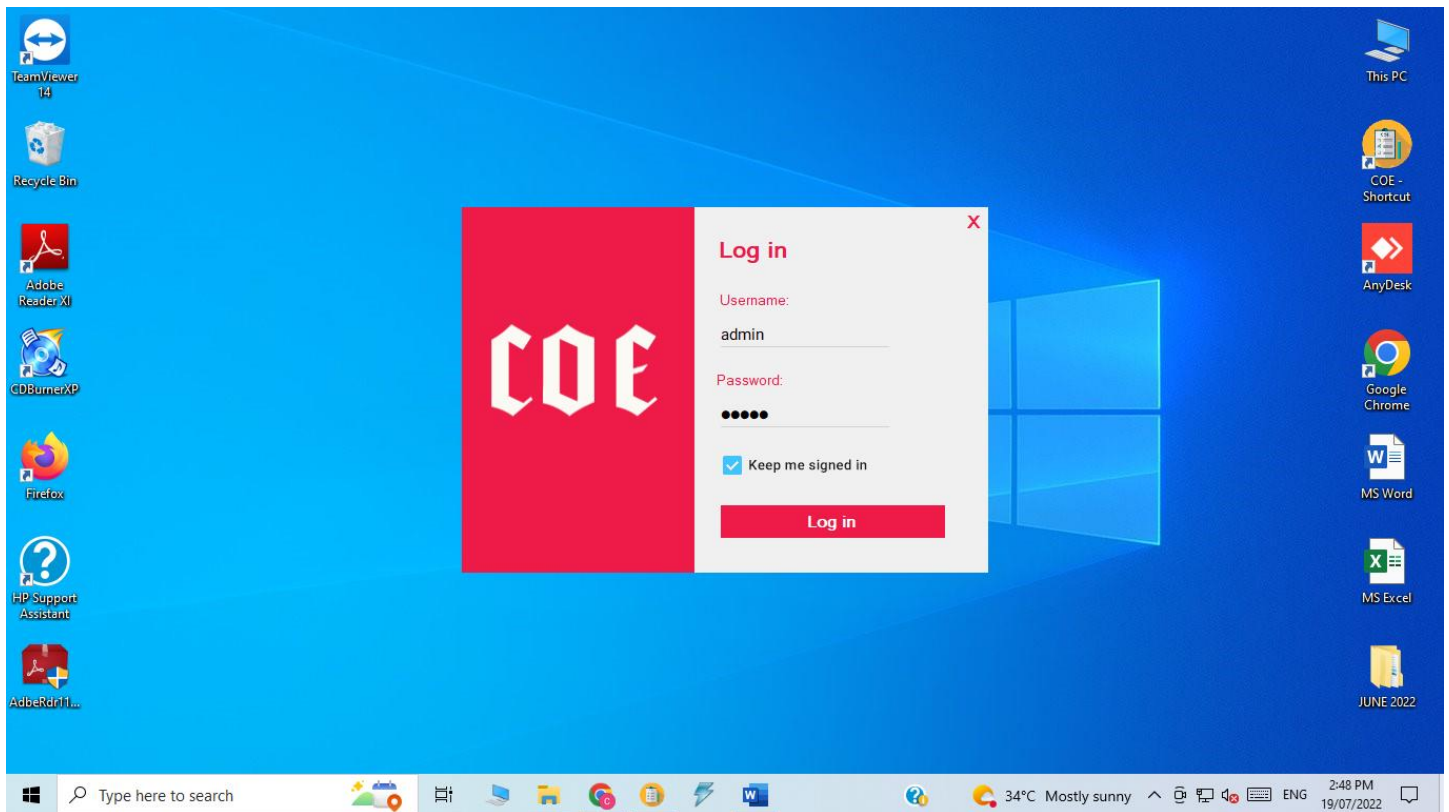 TeamViewer
14
Recycle Bin
Adobe
Reader XI
CDBurnerXP
Firefox
HP Support
Assistant
AdbeRdr11...
COE
X
Log in
Username:
admin
Password:
●●●●●
Keep me signed in
Log in
This PC
COE -
Shortcut
AnyDesk
Google
Chrome
MS Word
MS Excel
JUNE 2022
Type here to search
34°C Mostly sunny
ENG
2:48 PM
19/07/2022